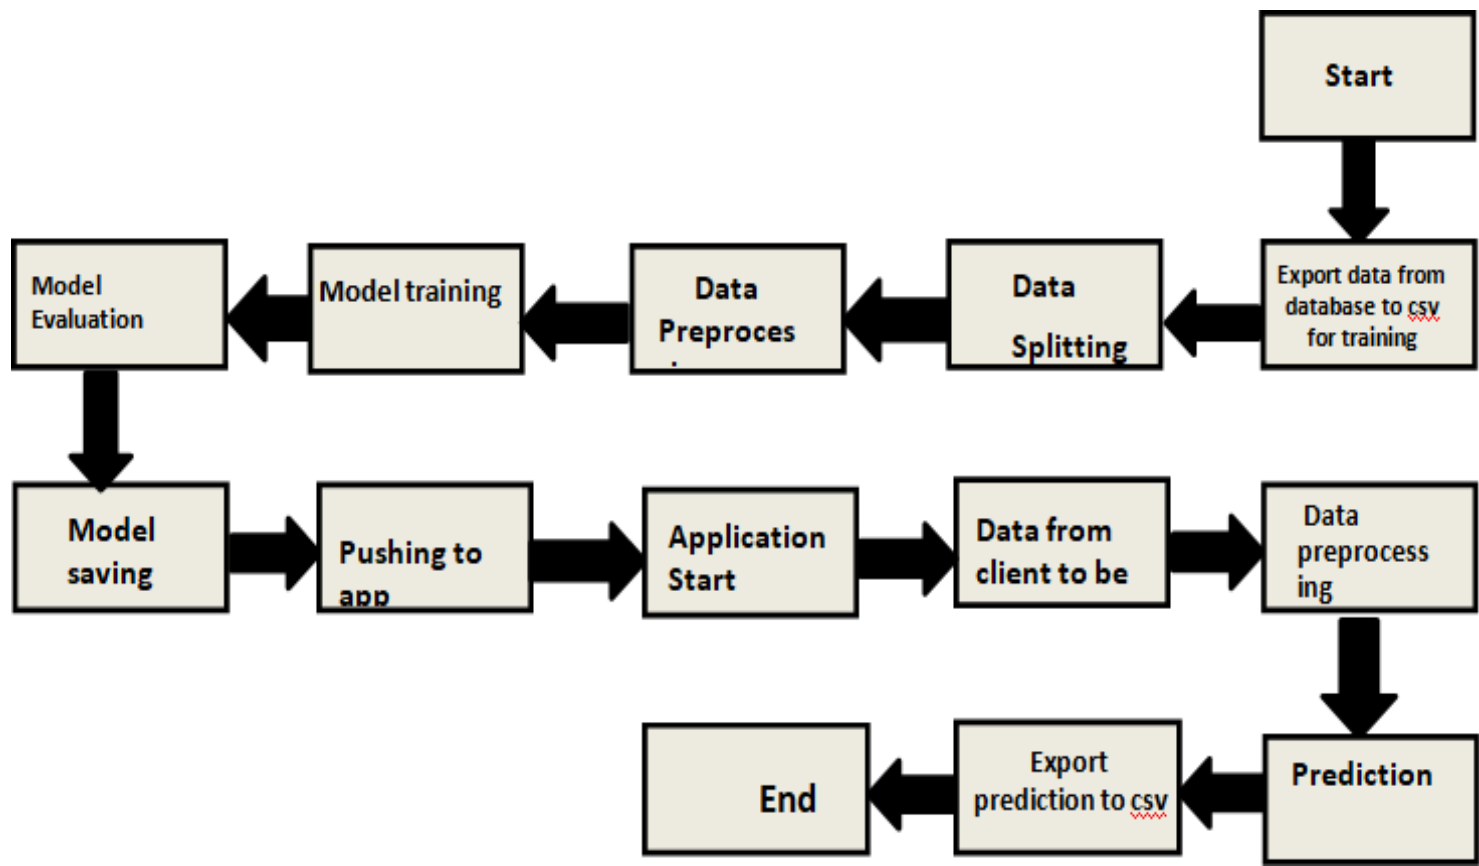 Start
Export data from
database to csv
for training
Data
Splitting
Data
Preproces
Model training
Model
Evaluation
Model
saving
Pushing to
app
Application
Start
Data from
client to be
Data
preprocess
ing
Prediction
Export
prediction to csv
End